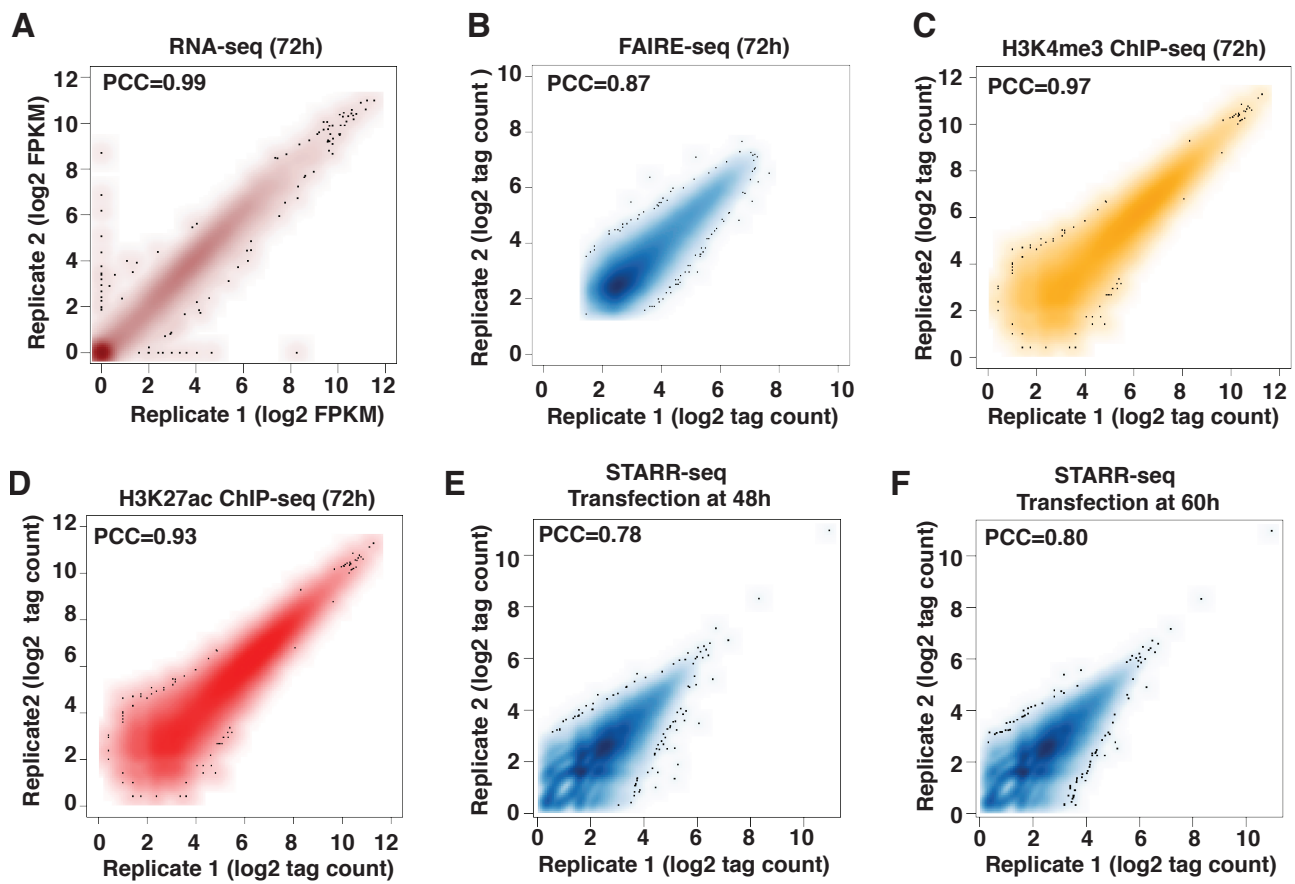 A
RNA-seq (72h)
PCC=0.99
Replicate 2 (log2 FPKM)
12
10
8
6
4
2
0
0 2 4 6 8 10 12
Replicate 1 (log2 FPKM)
B
FAIRE-seq (72h)
PCC=0.87
Replicate 2 (log2 tag count )
10
8
6
4
2
0
0 2 4 6 8 10
Replicate 1 (log2 tag count)
C
H3K4me3 ChIP-seq (72h)
PCC=0.97
Replicate2 (log2 tag count)
12
10
8
6
4
2
0
0 2 4 6 8 10 12
Replicate 1 (log2 tag count)
D
H3K27ac ChIP-seq (72h)
PCC=0.93
Replicate2 (log2 tag count)
12
10
8
6
4
2
0
0 2 4 6 8 10 12
Replicate 1 (log2 tag count)
E
STARR-seq
Transfection at 48h
PCC=0.78
Replicate 2 (log2 tag count)
10
8
6
4
2
0
0 2 4 6 8 10
Replicate 1 (log2 tag count)
F
STARR-seq
Transfection at 60h
PCC=0.80
Replicate 2 (log2 tag count)
10
8
6
4
2
0
0 2 4 6 8 10
Replicate 1 (log2 tag count)